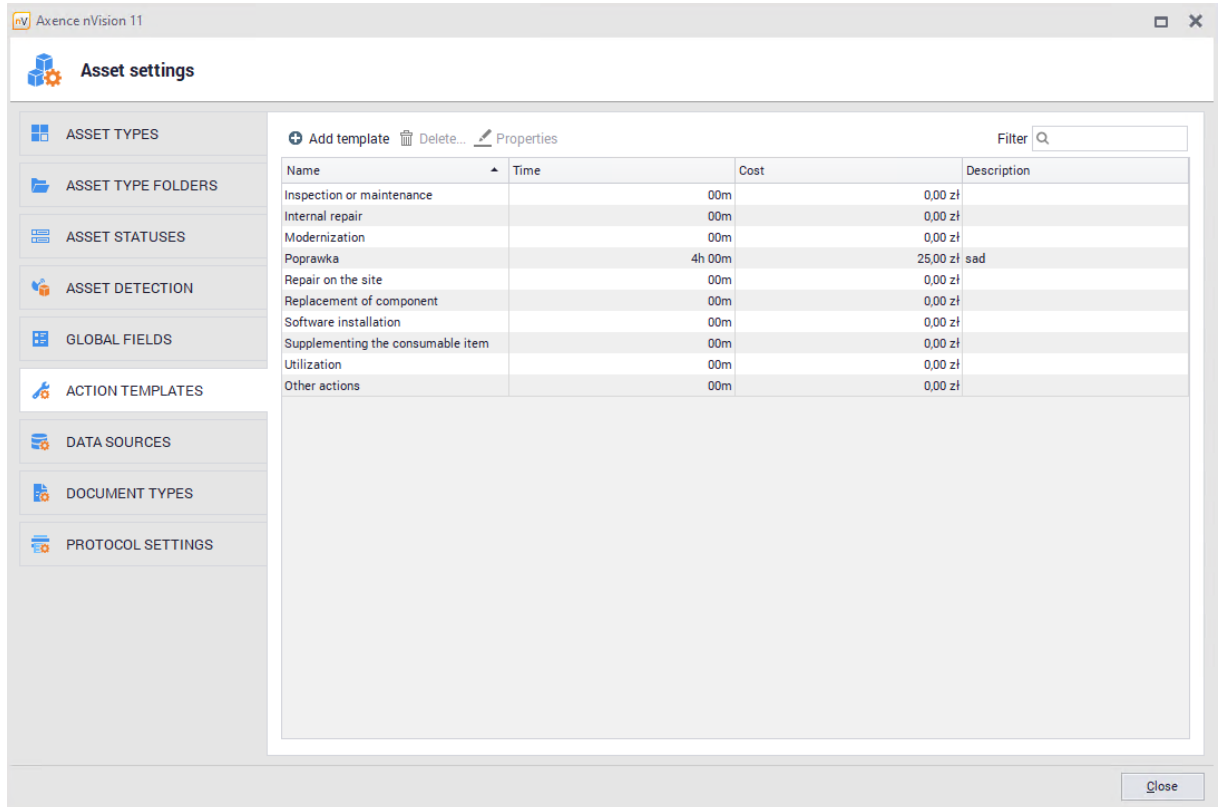 nV Axence nVision 11
Asset settings
ASSET TYPES
ASSET TYPE FOLDERS
ASSET STATUSES
ASSET DETECTION
GLOBAL FIELDS
ACTION TEMPLATES
DATA SOURCES
DOCUMENT TYPES
PROTOCOL SETTINGS
Add template Delete... Properties Filter
Name Time Cost Description
Inspection or maintenance 00m 0,00 zł
Internal repair 00m 0,00 zł
Modernization 00m 0,00 zł
Poprawka 4h 00m 25,00 zł sad
Repair on the site 00m 0,00 zł
Replacement of component 00m 0,00 zł
Software installation 00m 0,00 zł
Supplementing the consumable item 00m 0,00 zł
Utilization 00m 0,00 zł
Other actions 00m 0,00 zł
Close